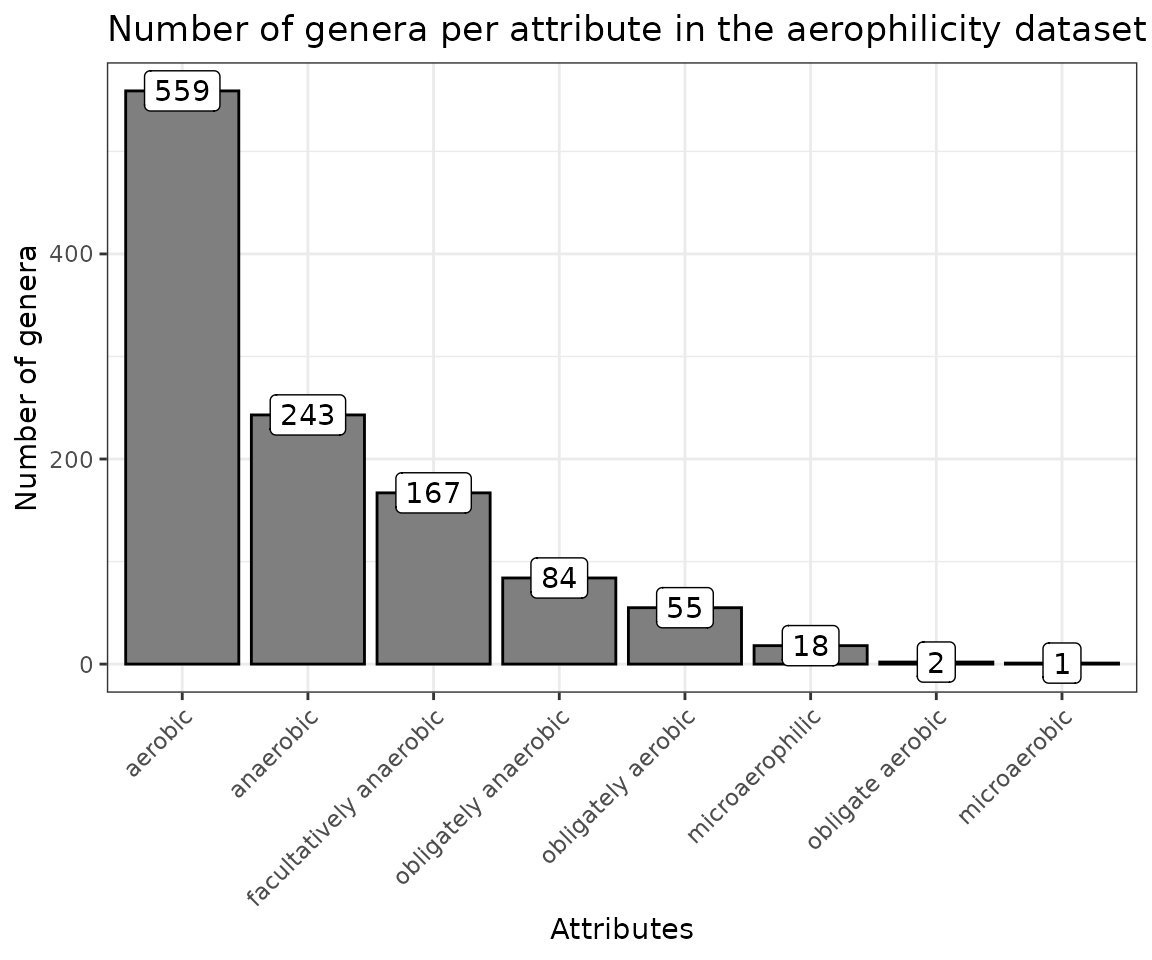 Number of genera per attribute in the aerophilicity dataset
Number of genera
400
200
0
559
243
167
84
55
18
2
1
aerobic
anaerobic
facultatively anaerobic
obligately anaerobic
obligately aerobic
microaerophilic
obligate aerobic
microaerobic
Attributes